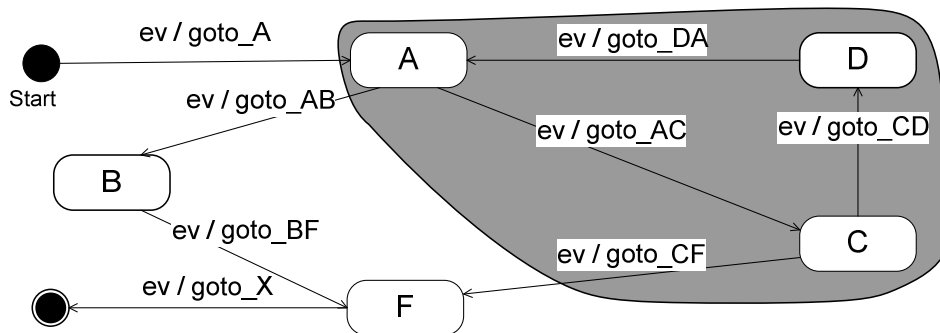 ev / goto_A
Start
A
ev / goto_DA
D
ev / goto_AB
ev / goto_AC
ev / goto_CD
B
ev / goto_BF
C
ev / goto_CF
ev / goto_X
F